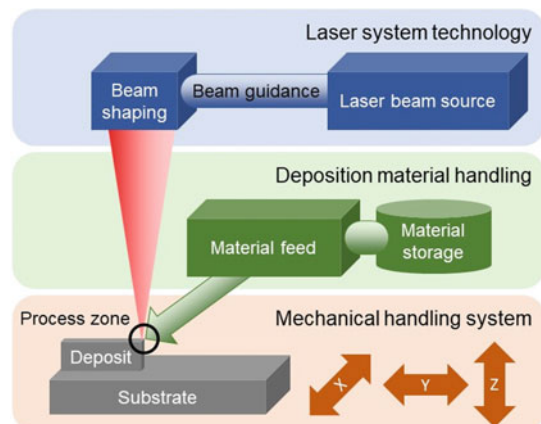 Laser system technology
Beam
shaping
Beam guidance
Laser beam source
Deposition material handling
Material feed
Material
storage
Process zone
Mechanical handling system
Deposit
Substrate
X
Y
Z